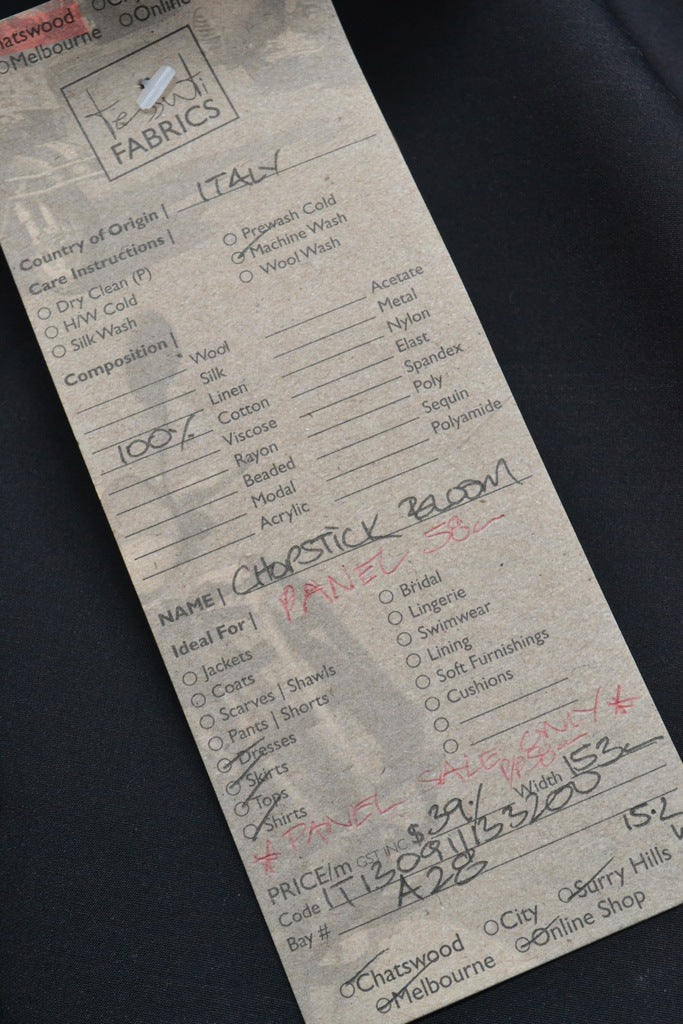 Chatswood
Melbourne Online
Tessuti
FABRICS
Country of Origin | ITALY
Care Instructions |
Dry Clean (P)
H/W Cold
Silk Wash
Prewash Cold
Machine Wash
Wool Wash
Composition |
Wool
Silk
Linen
100% Cotton
Viscose
Rayon
Beaded
Modal
Acrylic
Acetate
Metal
Nylon
Elast
Spandex
Poly
Sequin
Polyamide
NAME | CHOPSTICK BLOOM
PANEL 58c
Ideal For |
Jackets
Coats
Scarves | Shawls
Pants | Shorts
Dresses
Skirts
Tops
Shirts
Bridal
Lingerie
Swimwear
Lining
Soft Furnishings
Cushions
* PANEL SALE ONLY *
PRICE/m GST INC $39./ Width 153c
Code
Bay # A28
15.2
Chatswood City Surry Hills
Melbourne Online Shop